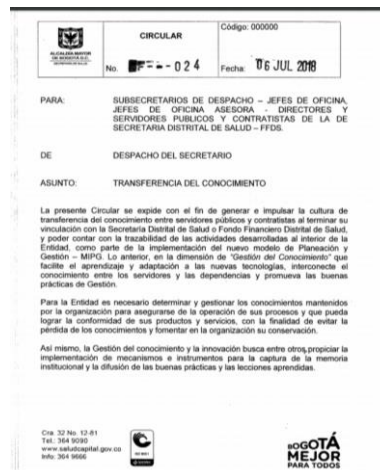 CIRCULAR
Código: 000000
ALCALDÍA MAYOR
DE BOGOTÁ D.C.
No. - 024
Fecha: 06 JUL 2018
PARA: SUBSECRETARIOS DE DESPACHO – JEFES DE OFICINA,
JEFES DE OFICINA ASESORA - DIRECTORES Y
SERVIDORES PUBLICOS Y CONTRATISTAS DE LA DE
SECRETARIA DISTRITAL DE SALUD – FFDS.
DE DESPACHO DEL SECRETARIO
ASUNTO: TRANSFERENCIA DEL CONOCIMIENTO
La presente Circular se expide con el fin de generar e impulsar la cultura de
transferencia del conocimiento entre servidores públicos y contratistas al terminar su
vinculación con la Secretaría Distrital de Salud o Fondo Financiero Distrital de Salud,
y poder contar con la trazabilidad de las actividades desarrolladas al interior de la
Entidad, como parte de la implementación del nuevo modelo de Planeación y
Gestión – MIPG. Lo anterior, en la dimensión de "Gestión del Conocimiento" que
facilite el aprendizaje y adaptación a las nuevas tecnologías, interconecte el
conocimiento entre los servidores y las dependencias y promueva las buenas
prácticas de Gestión.
Para la Entidad es necesario determinar y gestionar los conocimientos mantenidos
por la organización para asegurarse de la operación de sus procesos y que pueda
lograr la conformidad de sus productos y servicios, con la finalidad de evitar la
pérdida de los conocimientos y fomentar en la organización su conservación.
Así mismo, la Gestión del conocimiento y la innovación busca entre otros, propiciar la
implementación de mecanismos e instrumentos para la captura de la memoria
institucional y la difusión de las buenas prácticas y las lecciones aprendidas.
Cra. 32 No. 12-81
Tel.: 364 9090
www.saludcapital.gov.co
Info: 364 9666
BOGOTÁ
MEJOR
PARA TODOS